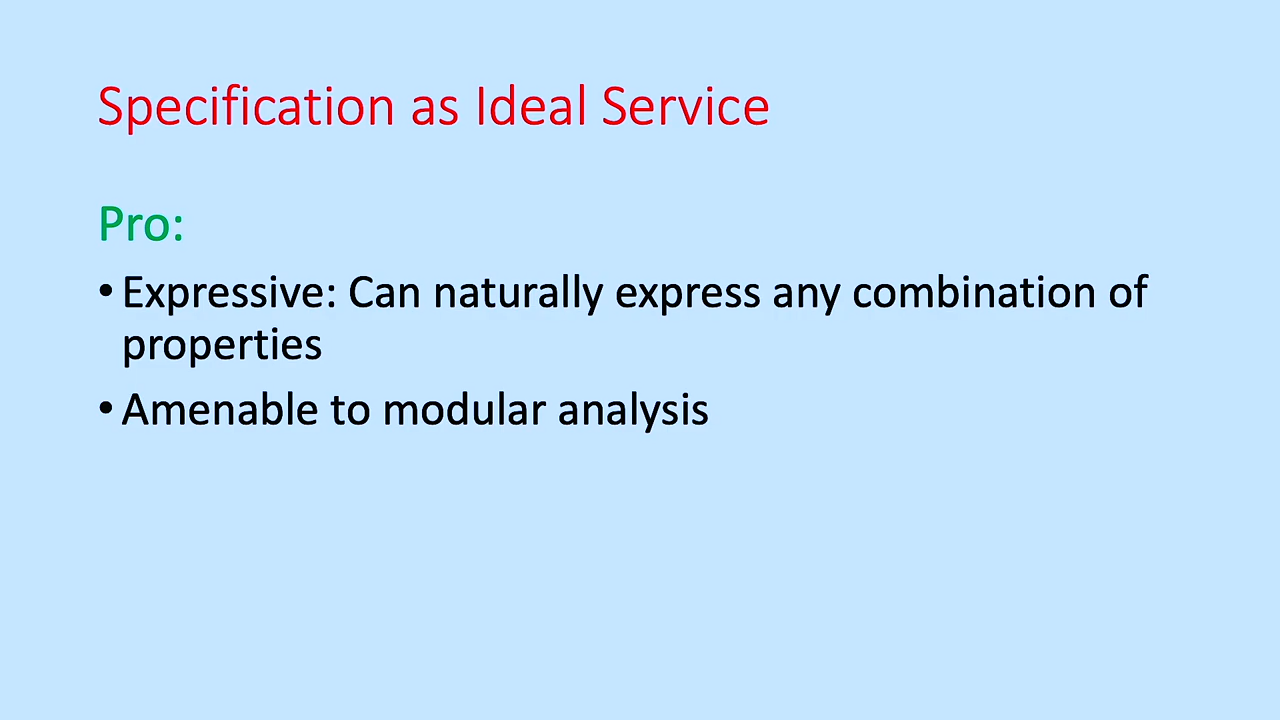 Specification as Ideal Service
Pro:
• Expressive: Can naturally express any combination of
properties
• Amenable to modular analysis